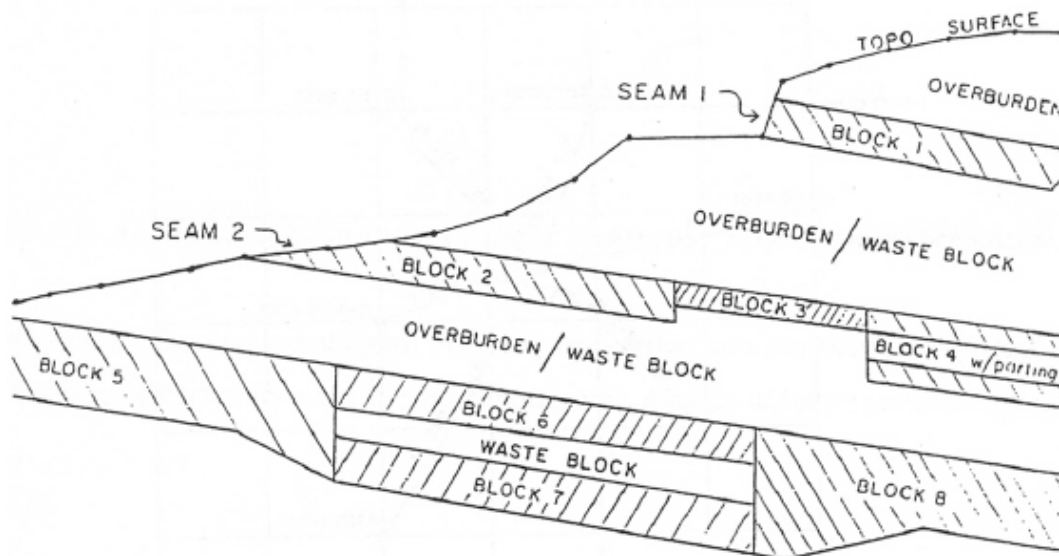 TOPO SURFACE
OVERBURDEN
SEAM 1
BLOCK 1
OVERBURDEN / WASTE BLOCK
SEAM 2
BLOCK 2
BLOCK 3
BLOCK 4 w/parting
OVERBURDEN / WASTE BLOCK
BLOCK 5
BLOCK 6
WASTE BLOCK
BLOCK 7
BLOCK 8